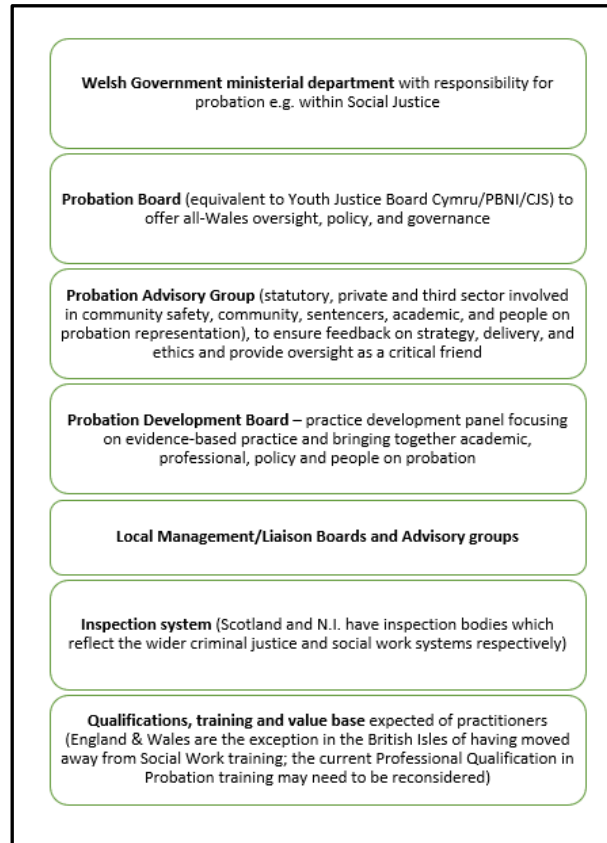 Welsh Government ministerial department with responsibility for
probation e.g. within Social Justice
Probation Board (equivalent to Youth Justice Board Cymru/PBNI/CJS) to
offer all-Wales oversight, policy, and governance
Probation Advisory Group (statutory, private and third sector involved
in community safety, community, sentencers, academic, and people on
probation representation), to ensure feedback on strategy, delivery, and
ethics and provide oversight as a critical friend
Probation Development Board – practice development panel focusing
on evidence-based practice and bringing together academic,
professional, policy and people on probation
Local Management/Liaison Boards and Advisory groups
Inspection system (Scotland and N.I. have inspection bodies which
reflect the wider criminal justice and social work systems respectively)
Qualifications, training and value base expected of practitioners
(England & Wales are the exception in the British Isles of having moved
away from Social Work training; the current Professional Qualification in
Probation training may need to be reconsidered)